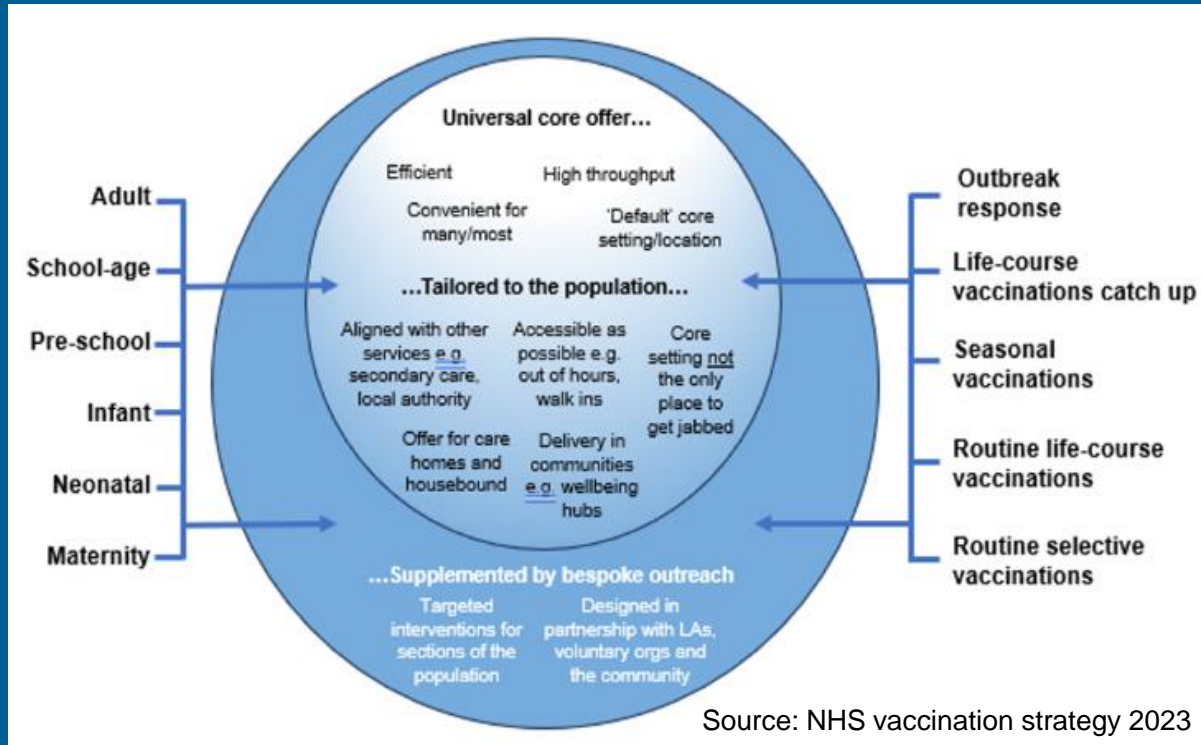 Universal core offer...
Efficient
High throughput
Convenient for
many/most
'Default' core
setting/location
...Tailored to the population...
Aligned with other
services e.g.
secondary care,
local authority
Accessible as
possible e.g.
out of hours,
walk ins
Core
setting not
the only
place to
get jabbed
Offer for care
homes and
housebound
Delivery in
communities
e.g. wellbeing
hubs
...Supplemented by bespoke outreach
Targeted
interventions for
sections of the
population
Designed in
partnership with LAs,
voluntary orgs and
the community
Adult
School-age
Pre-school
Infant
Neonatal
Maternity
Outbreak
response
Life-course
vaccinations catch up
Seasonal
vaccinations
Routine life-course
vaccinations
Routine selective
vaccinations
Source: NHS vaccination strategy 2023